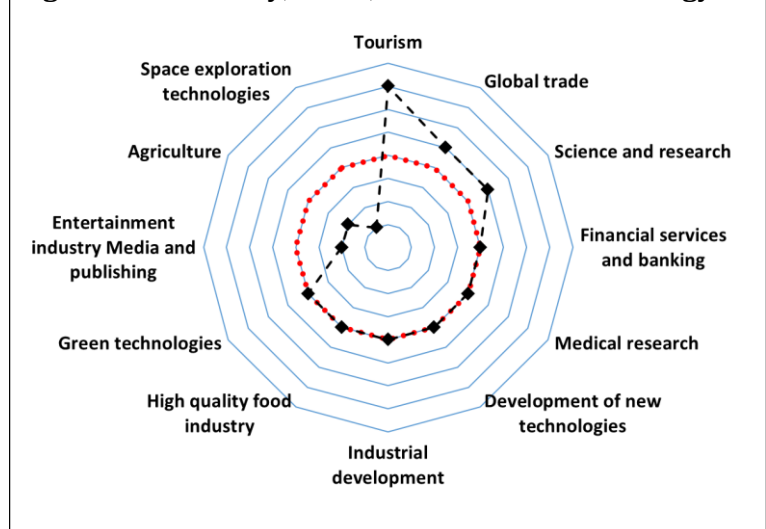 Tourism
Space exploration
technologies
Global trade
Agriculture
Science and research
Entertainment
industry Media and
publishing
Financial services
and banking
Green technologies
Medical research
High quality food
industry
Development of new
technologies
Industrial
development